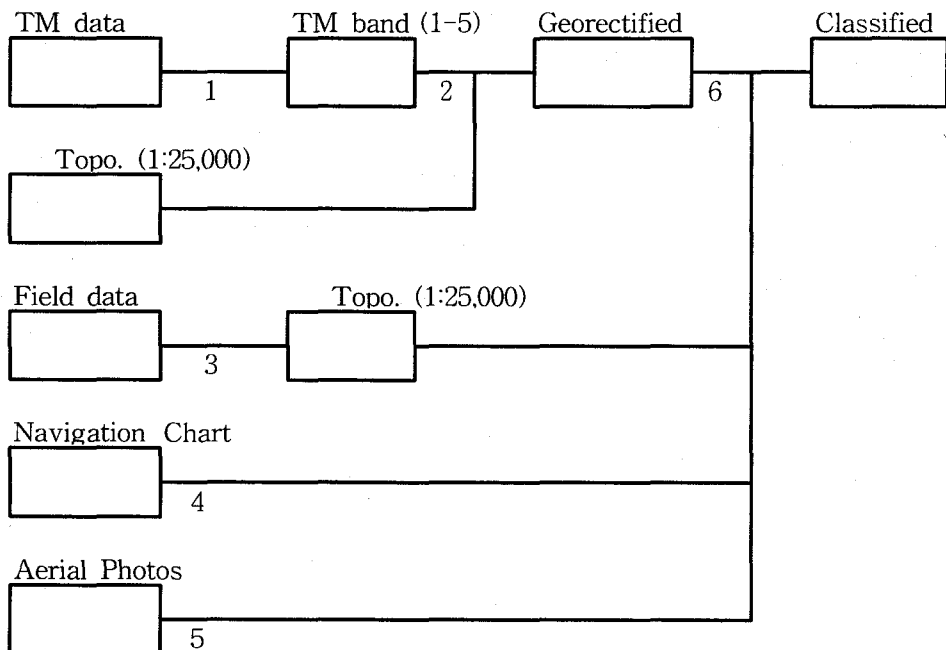 TM data
TM band (1-5)
Georectified
Classified
1
2
6
Topo. (1:25,000)
Field data
Topo. (1:25,000)
3
Navigation Chart
4
Aerial Photos
5